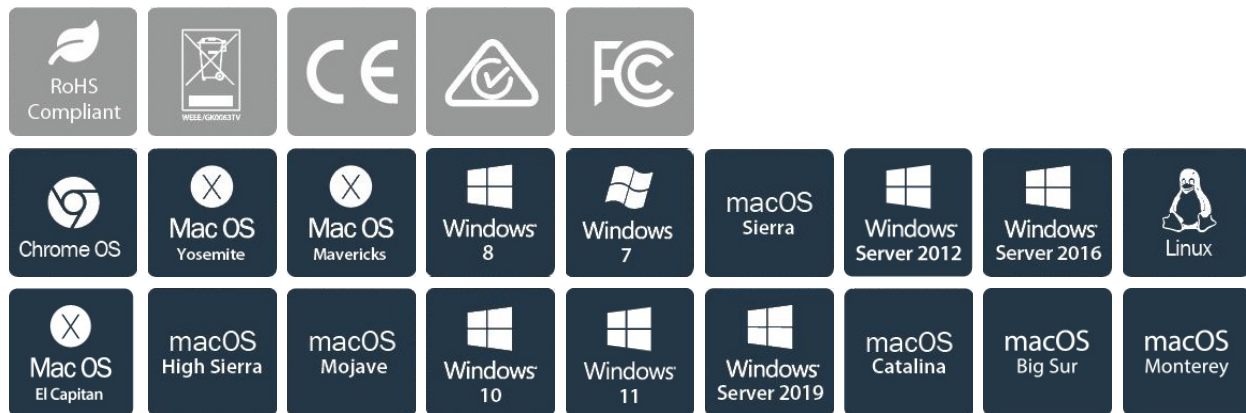 RoHS
Compliant
WEEE/GK0083TV
CE
FC
Chrome OS
X
Mac OS
Yosemite
X
Mac OS
Mavericks
Windows
8
Windows
7
macOS
Sierra
Windows
Server 2012
Windows
Server 2016
Linux
X
Mac OS
El Capitan
macOS
High Sierra
macOS
Mojave
Windows
10
Windows
11
Windows
Server 2019
macOS
Catalina
macOS
Big Sur
macOS
Monterey